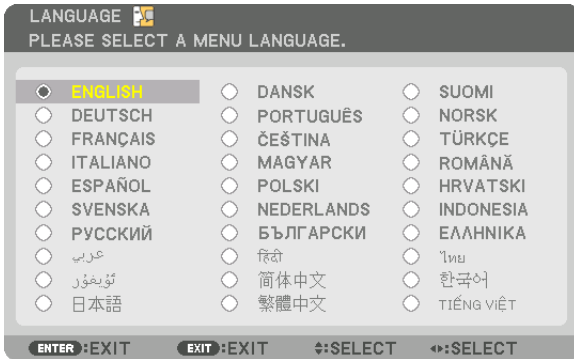 LANGUAGE
PLEASE SELECT A MENU LANGUAGE.
ENGLISH DANSK SUOMI
DEUTSCH PORTUGUÊS NORSK
FRANÇAIS ČEŠTINA TÜRKÇE
ITALIANO MAGYAR ROMÂNĂ
ESPAÑOL POLSKI HRVATSKI
SVENSKA NEDERLANDS INDONESIA
РУССКИЙ БЪЛГАРСКИ ΕΛΛΗΝΙΚΑ
عربي हिंदी ไทย
ئۇيغۇر 简体中文 한국어
日本語 繁體中文 TIẾNG VIỆT
ENTER :EXIT EXIT :EXIT :SELECT :SELECT